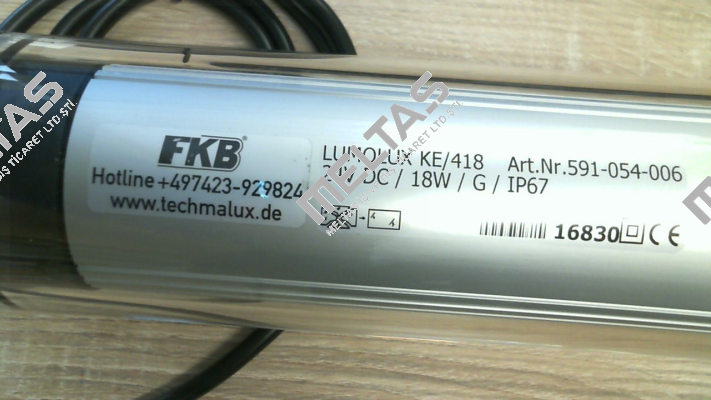 FKB®
Hotline +497423-929824
www.techmalux.de
LUMOLUX KE/418 Art.Nr.591-054-006
DC / 18W / G / IP67
16830 CE
MELTAS